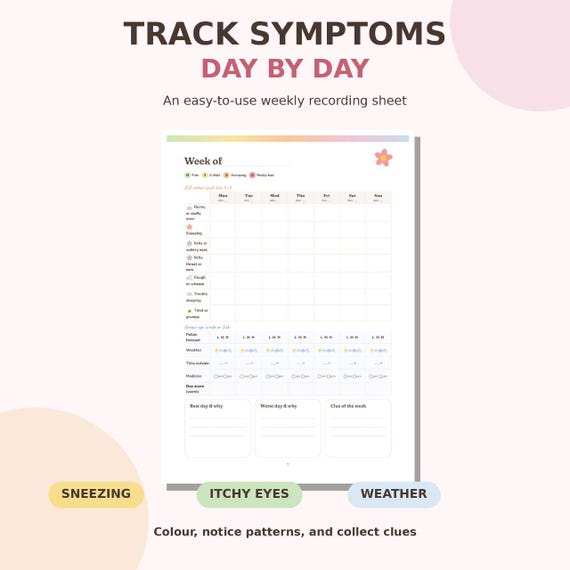 TRACK SYMPTOMS
DAY BY DAY
An easy-to-use weekly recording sheet
Week of
Fine A little Annoying Really bad
Mon Tue Wed Thu Fri Sat Sun
Runny
or stuffy
nose
Sneezing
Itchy or
watery eyes
Itchy
throat or
ears
Cough
or wheeze
Trouble
sleeping
Tired or
grumpy
Pollen
forecast
L M H L M H L M H L M H L M H L M H L M H
Weather
Time outside
Medicine
Day score
(worst)
Best day & why Worst day & why Clue of the week
SNEEZING ITCHY EYES WEATHER
Colour, notice patterns, and collect clues